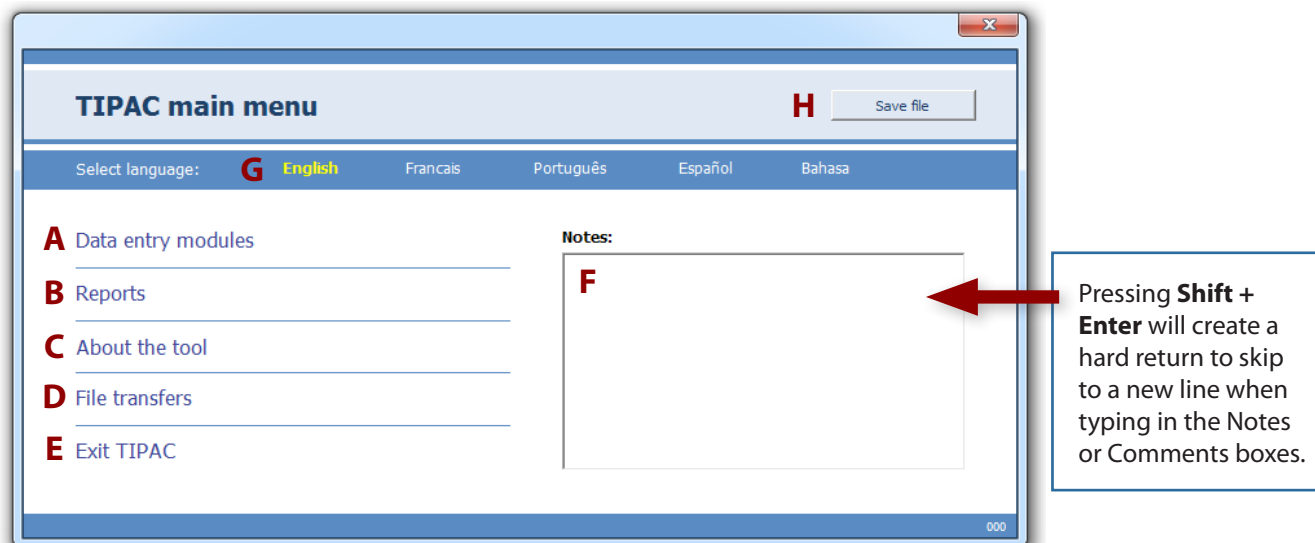 TIPAC main menu
H Save file
Select language: G English Francais Português Español Bahasa
A Data entry modules
B Reports
C About the tool
D File transfers
E Exit TIPAC
Notes:
F
Pressing Shift +
Enter will create a
hard return to skip
to a new line when
typing in the Notes
or Comments boxes.
000